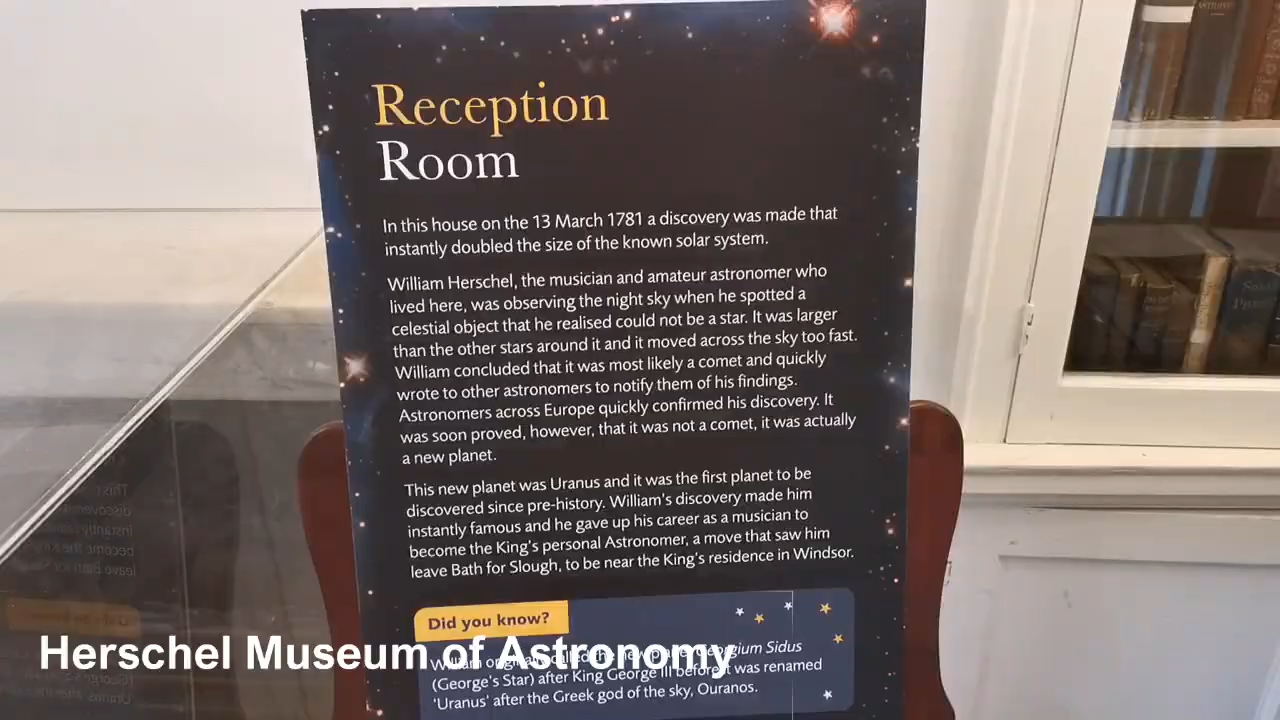 Reception
Room
In this house on the 13 March 1781 a discovery was made that
instantly doubled the size of the known solar system.
William Herschel, the musician and amateur astronomer who
lived here, was observing the night sky when he spotted a
celestial object that he realised could not be a star. It was larger
than the other stars around it and it moved across the sky too fast.
William concluded that it was most likely a comet and quickly
wrote to other astronomers to notify them of his findings.
Astronomers across Europe quickly confirmed his discovery. It
was soon proved, however, that it was not a comet, it was actually
a new planet.
This new planet was Uranus and it was the first planet to be
discovered since pre-history. William's discovery made him
instantly famous and he gave up his career as a musician to
become the King's personal Astronomer, a move that saw him
leave Bath for Slough, to be near the King's residence in Windsor.
Did you know?
William originally called the new planet Georgium Sidus
(George's Star) after King George III before it was renamed
'Uranus' after the Greek god of the sky, Ouranos.
Herschel Museum of Astronomy